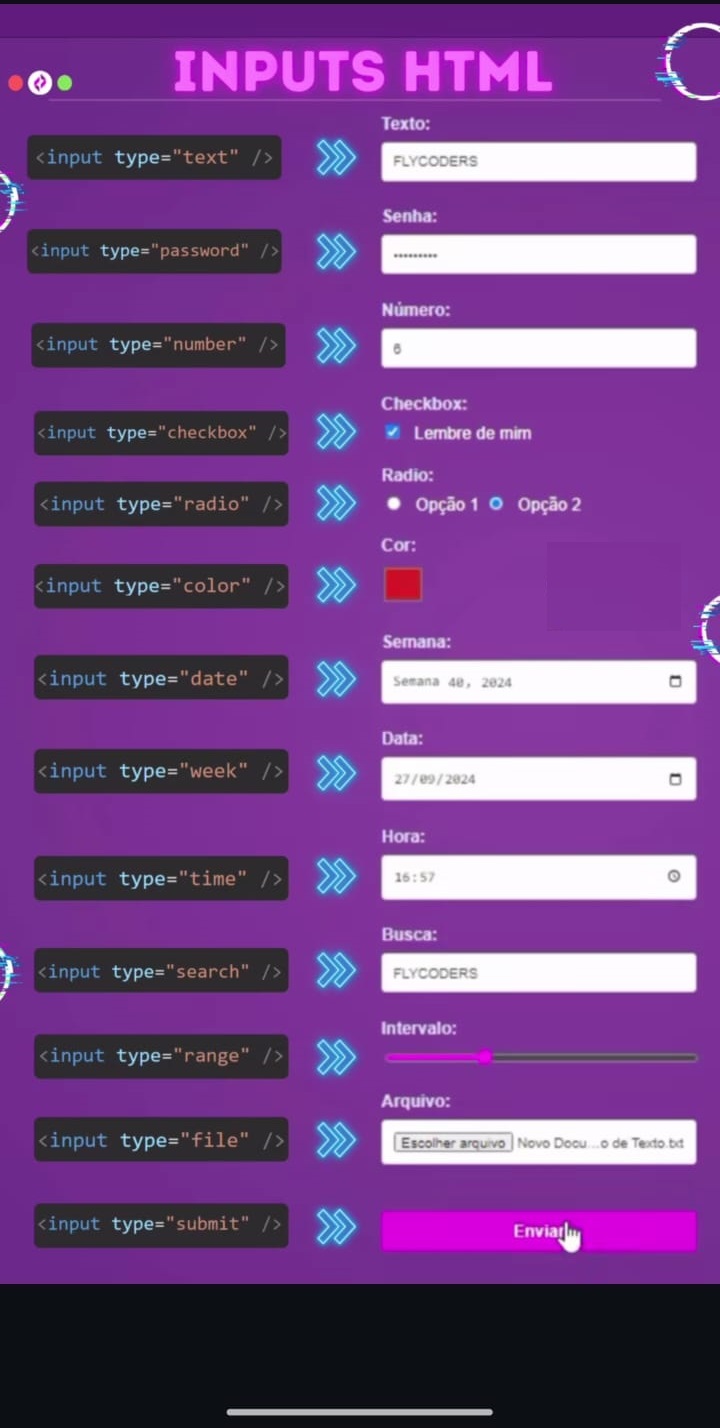 INPUTS HTML
<input type="text" />
Texto:
FLYCODERS
<input type="password" />
Senha:
•••••••••
<input type="number" />
Número:
6
<input type="checkbox" />
Checkbox:
Lembre de mim
<input type="radio" />
Radio:
Opção 1 Opção 2
<input type="color" />
Cor:
<input type="date" />
Semana:
Semana 40, 2024
<input type="week" />
Data:
27/09/2024
<input type="time" />
Hora:
16:57
<input type="search" />
Busca:
FLYCODERS
<input type="range" />
Intervalo:
<input type="file" />
Arquivo:
Escolher arquivo Novo Docu...o de Texto.txt
<input type="submit" />
Enviar